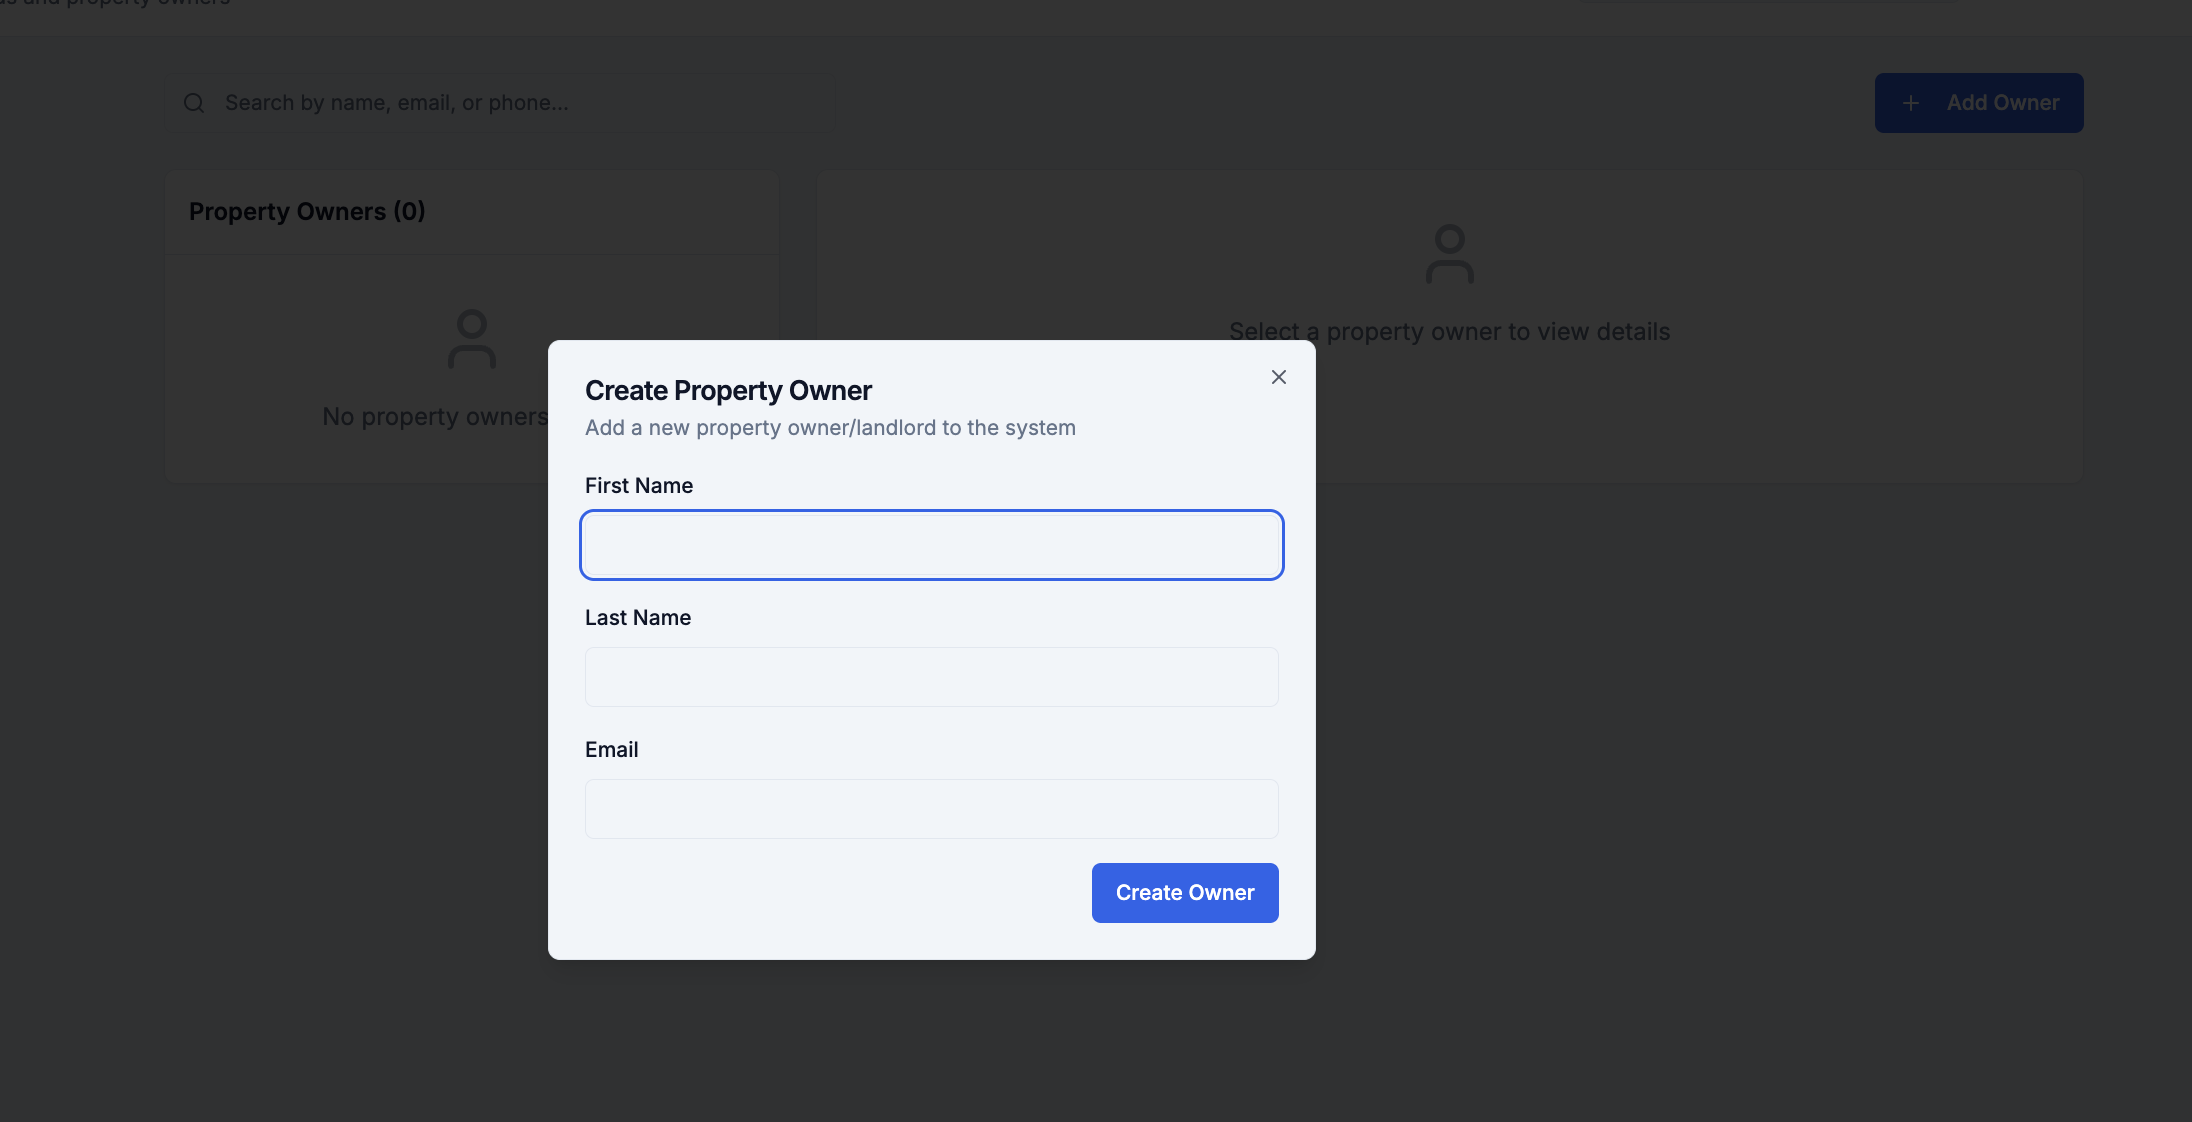 and property owners
Search by name, email, or phone...
Add Owner
Property Owners (0)
No property owners
Select a property owner to view details
Create Property Owner
Add a new property owner/landlord to the system
First Name
Last Name
Email
Create Owner